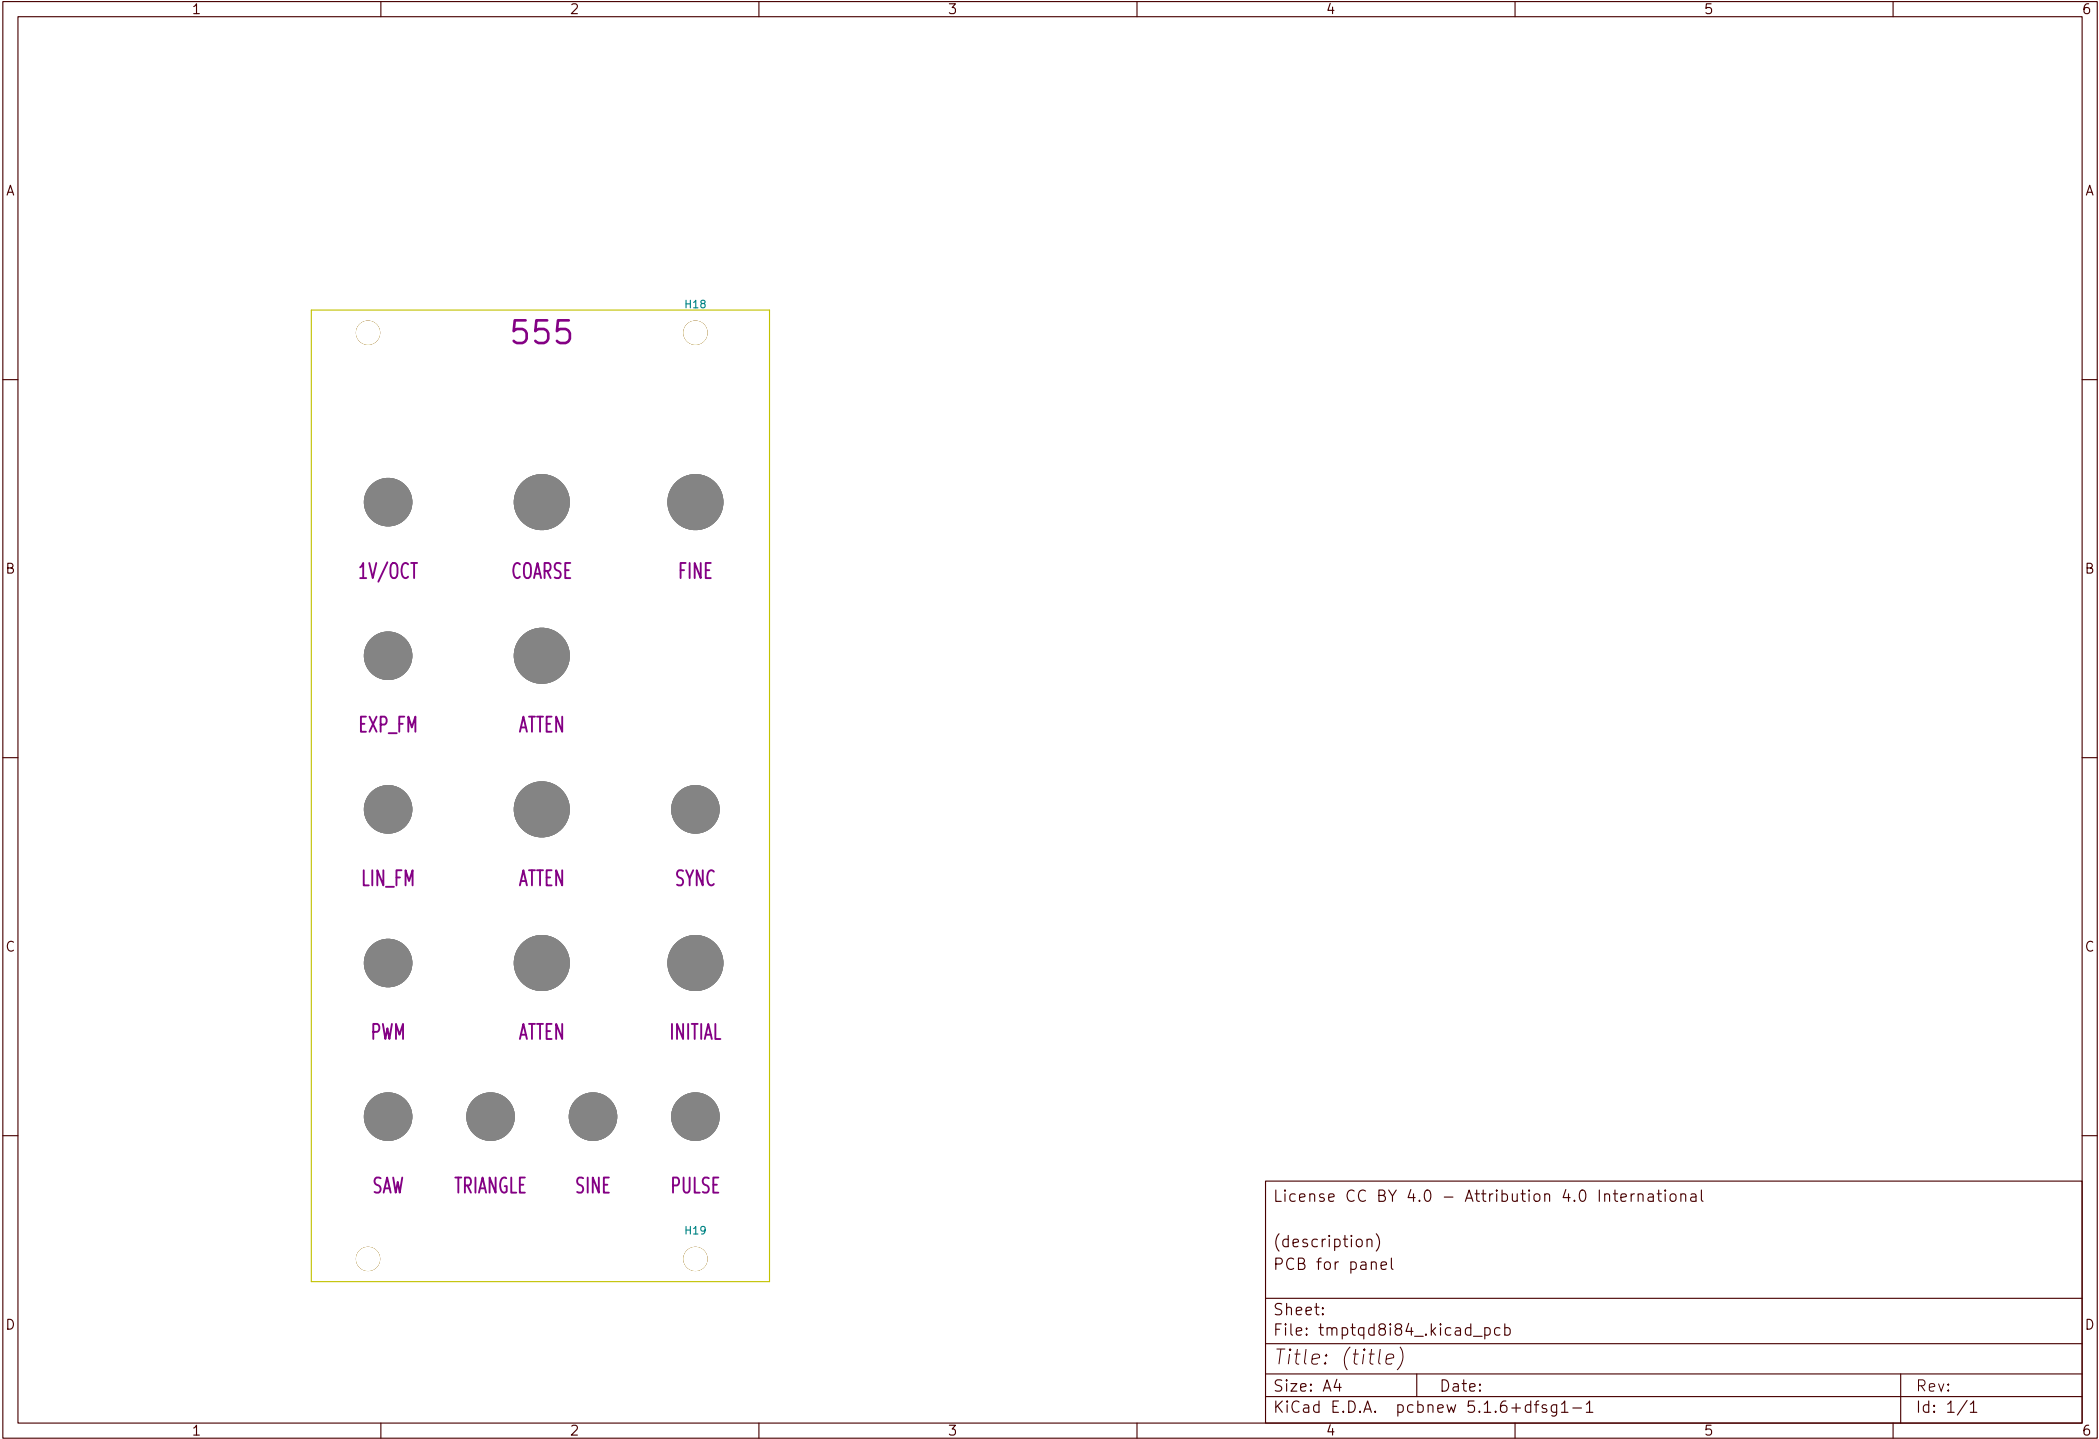 1 2 3 4 5 6
A A
H18
555
1V/OCT COARSE FINE
B B
EXP_FM ATTEN
LIN_FM ATTEN SYNC
C C
PWM ATTEN INITIAL
SAW TRIANGLE SINE PULSE
License CC BY 4.0 - Attribution 4.0 International
H19
(description)
PCB for panel
Sheet:
D D
File: tmptqd8i84_.kicad_pcb
Title: (title)
Size: A4 Date: Rev:
KiCad E.D.A. pcbnew 5.1.6+dfsg1-1 Id: 1/1
1 2 3 4 5 6